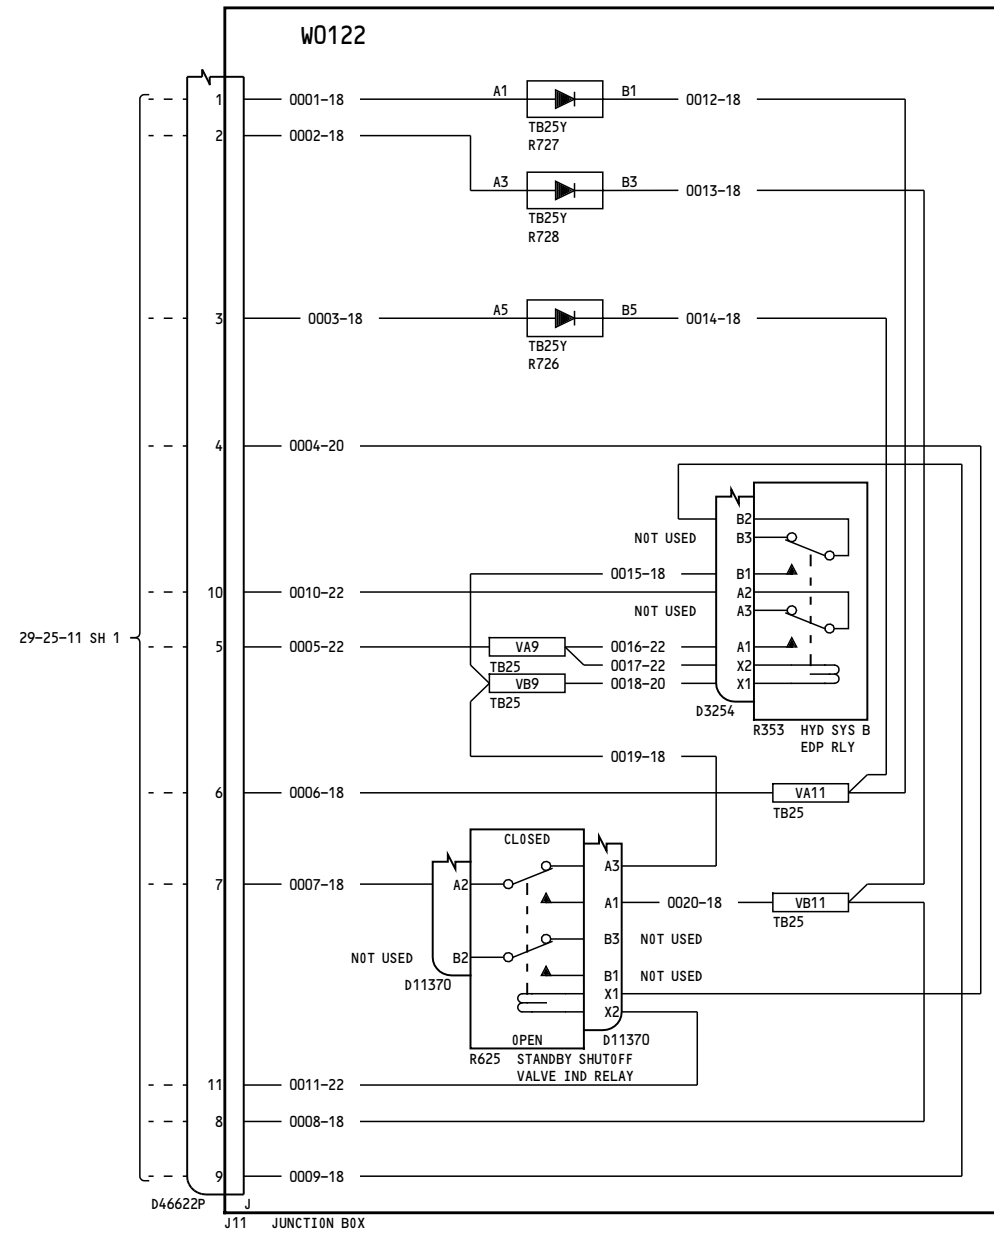 W0122
1 0001-18 A1 B1 0012-18
TB25Y
R727
2 0002-18
A3 B3 0013-18
TB25Y
R728
3 0003-18 A5 B5 0014-18
TB25Y
R726
4 0004-20
B2
NOT USED B3
0015-18 B1
10 0010-22 A2
NOT USED A3
29-25-11 SH 1
5 0005-22 VA9 0016-22 A1
TB25 0017-22 X2
VB9 0018-20 X1
TB25
D3254
R353 HYD SYS B
EDP RLY
0019-18
6 0006-18 VA11
TB25
CLOSED
A3
7 0007-18 A2
A1 0020-18 VB11
TB25
B3 NOT USED
NOT USED B2
B1 NOT USED
D11370
X1
X2
OPEN D11370
R625 STANDBY SHUTOFF
VALVE IND RELAY
11 0011-22
8 0008-18
9 0009-18
D46622P J
J11 JUNCTION BOX